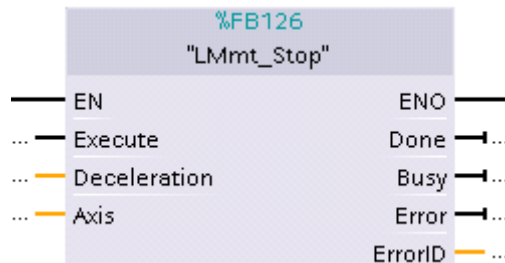 %FB126
"LMmt_Stop"
EN ENO
... Execute Done ...
... Deceleration Busy ...
... Axis Error ...
ErrorID ...